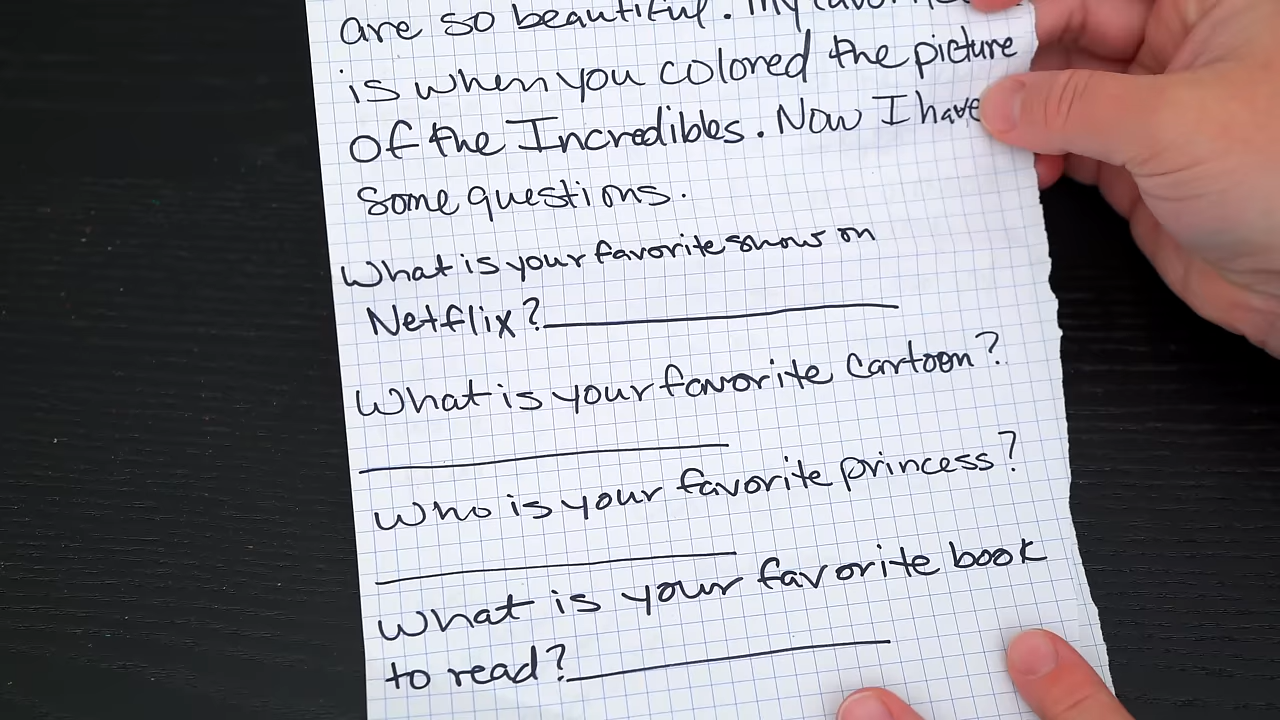 are so beautiful. My favorite
is when you colored the picture
of the Incredibles. Now I have
some questions.
What is your favorite show on
Netflix?
What is your favorite cartoon?
Who is your favorite princess?
What is your favorite book
to read?